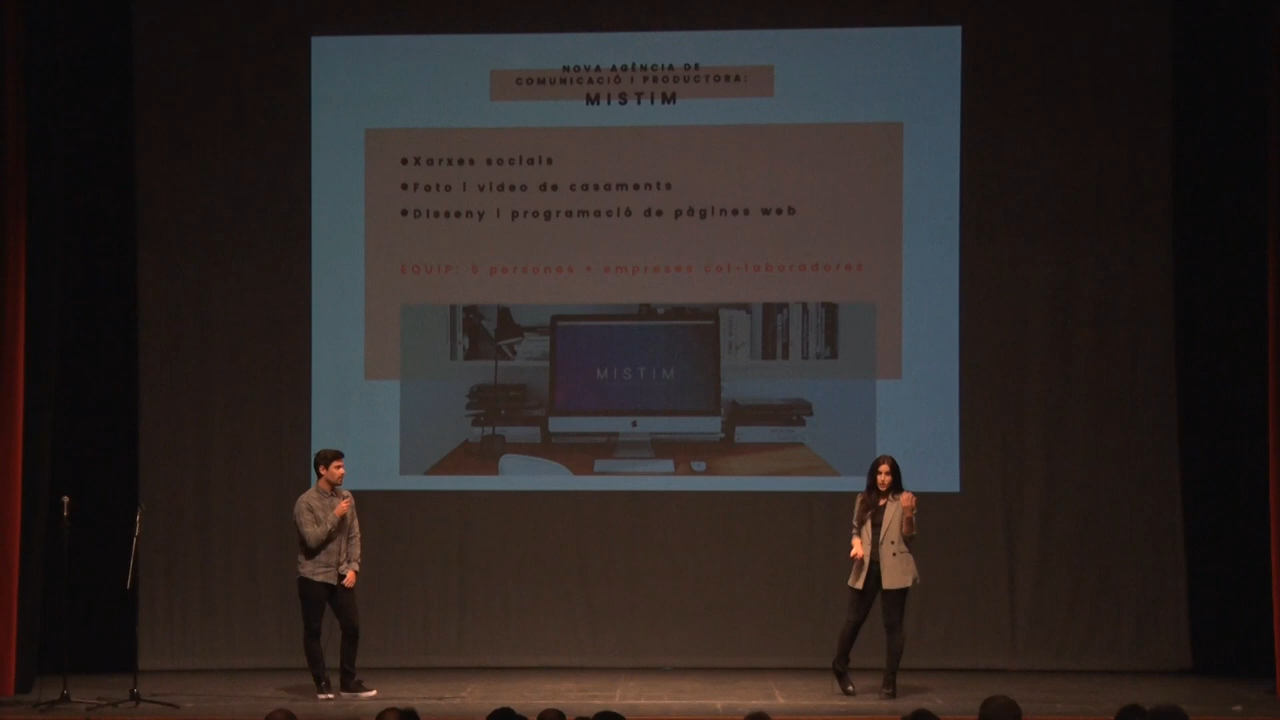 NOVA AGÈNCIA DE
COMUNICACIÓ I PRODUCTORA:
MISTIM
•Xarxes socials
•Foto i vídeo de casaments
•Disseny i programació de pàgines web
EQUIP: 5 persones + empreses col·laboradores
MISTIM